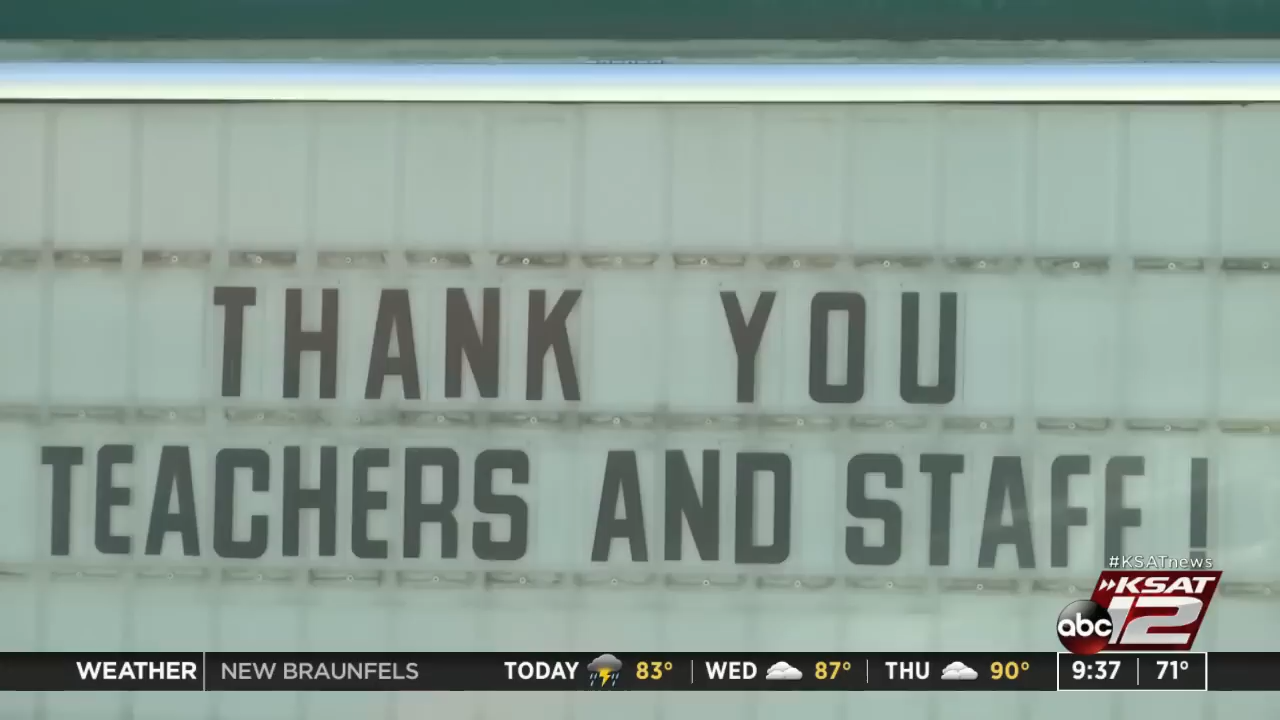 THANK YOU
TEACHERS AND STAFF!
#KSATnews
KSAT
abc 12
WEATHER NEW BRAUNFELS TODAY 83° WED 87° THU 90° 9:37 71°